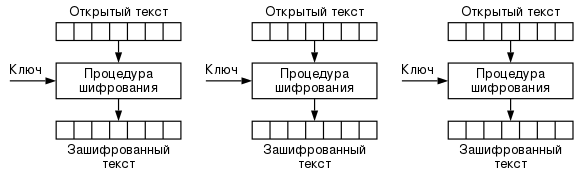 Открытый текст
Ключ
Процедура
шифрования
Зашифрованный
текст
Открытый текст
Ключ
Процедура
шифрования
Зашифрованный
текст
Открытый текст
Ключ
Процедура
шифрования
Зашифрованный
текст